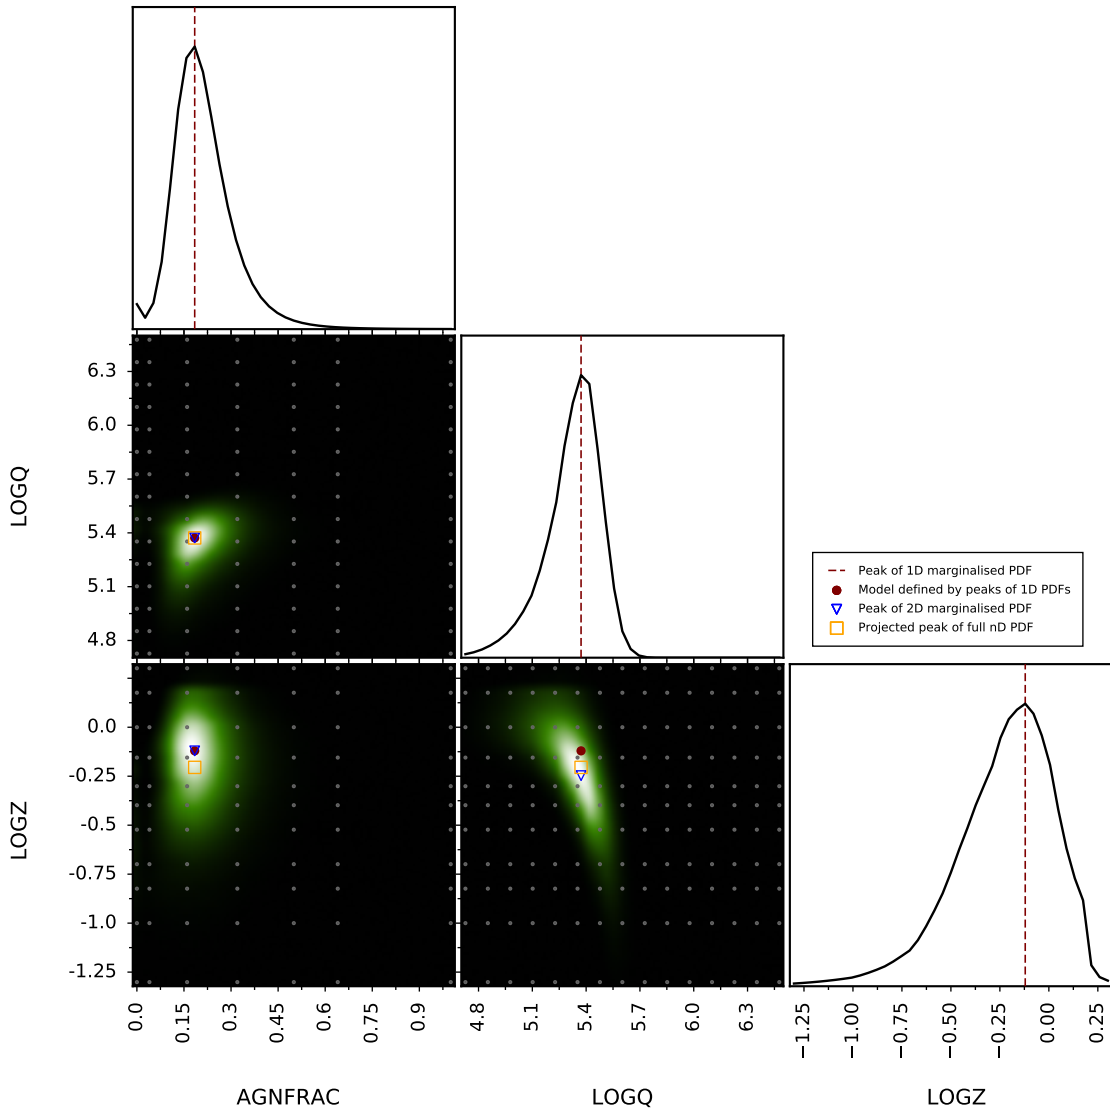 6.3
6.0
5.7
LOGQ
5.4
5.1
4.8
Peak of 1D marginalised PDF
Model defined by peaks of 1D PDFs
Peak of 2D marginalised PDF
Projected peak of full nD PDF
0.0
-0.25
LOGZ
-0.5
-0.75
-1.0
-1.25
0.0 0.15 0.3 0.45 0.6 0.75 0.9
4.8 5.1 5.4 5.7 6.0 6.3
−1.25 −1.00 −0.75 −0.50 −0.25 0.00 0.25
AGNFRAC LOGQ LOGZ